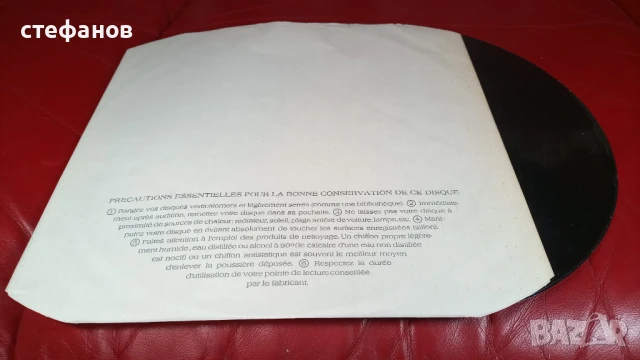 стефанов
PRECAUTIONS ESSENTIELLES POUR LA BONNE CONSERVATION DE CE DISQUE
① Rangez vos disques verticalement et légèrement serrés (comme une bibliothèque). ② Immédiate-
ment après audition, remettez votre disque dans sa pochette. ③ Ne laissez pas votre disque à
proximité de sources de chaleur: radiateur, soleil, plage arrière de voiture, lampes, etc. ④ Mani-
pulez votre disque en évitant absolument de toucher les surfaces enregistrées (sillon).
⑤ Faites attention à l'emploi des produits de nettoyage. Un chiffon propre légère-
ment humide, eau distillée ou alcool à 90º (le calcaire d'une eau non distillée
est nocif) ou un chiffon antistatique est souvent le meilleur moyen
d'enlever la poussière déposée. ⑥ Respectez la durée
d'utilisation de votre pointe de lecture conseillée
par le fabricant.
BAZAR